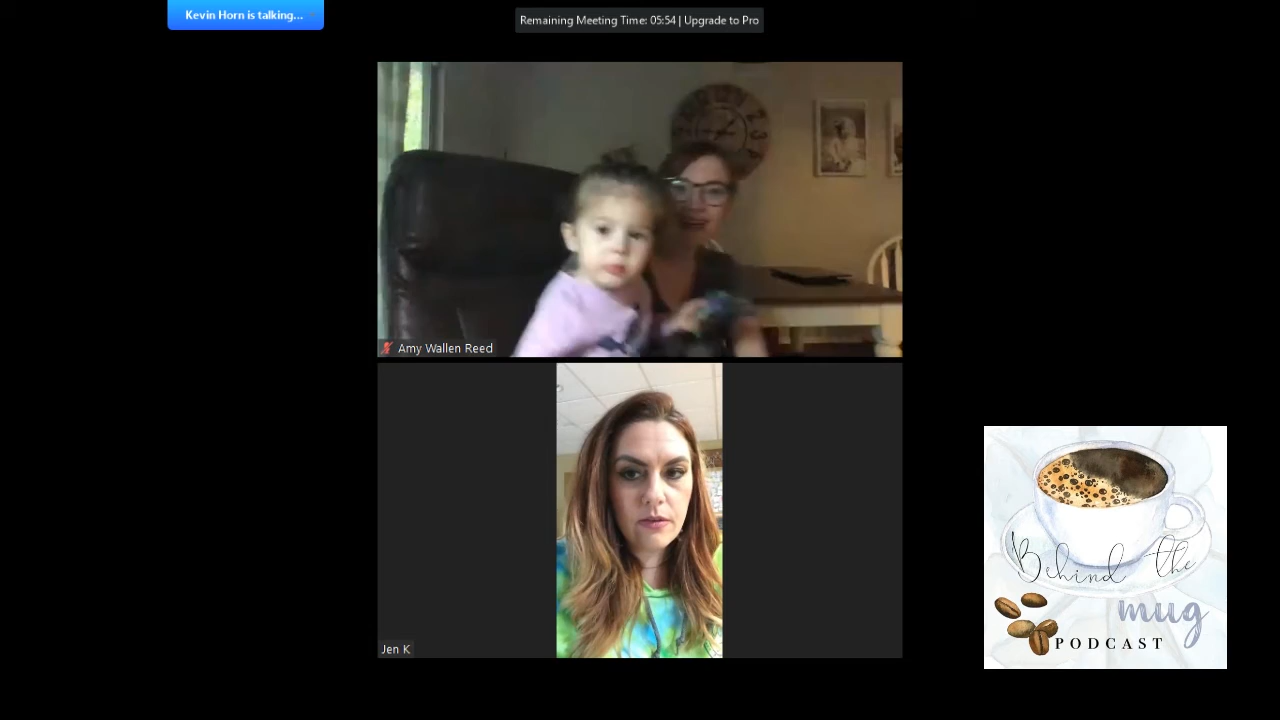 Kevin Horn is talking...
Remaining Meeting Time: 05:54 | Upgrade to Pro
Amy Wallen Reed
Jen K
Behind the
mug
PODCAST